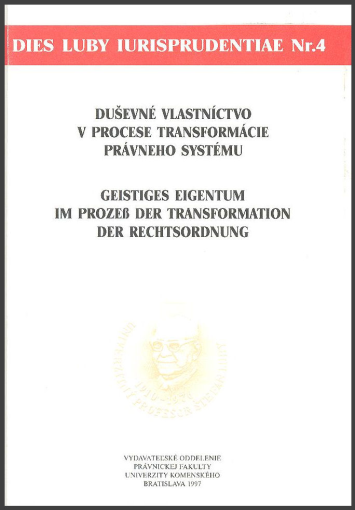 DIES LUBY IURISPRUDENTIAE Nr.4
DUŠEVNÉ VLASTNÍCTVO
V PROCESE TRANSFORMÁCIE
PRÁVNEHO SYSTÉMU
GEISTIGES EIGENTUM
IM PROZEß DER TRANSFORMATION
DER RECHTSORDNUNG
VYDAVATEĽSKÉ ODDELENIE
PRÁVNICKEJ FAKULTY
UNIVERZITY KOMENSKÉHO
BRATISLAVA 1997